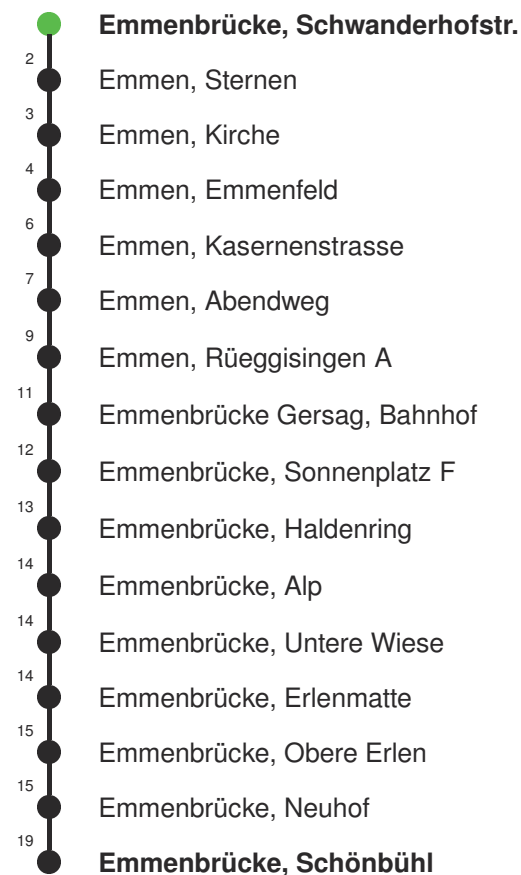 Emmenbrücke, Schwanderhofstr.
2
Emmen, Sternen
3
Emmen, Kirche
4
Emmen, Emmenfeld
6
Emmen, Kasernenstrasse
7
Emmen, Abendweg
9
Emmen, Rüeggisingen A
11
Emmenbrücke Gersag, Bahnhof
12
Emmenbrücke, Sonnenplatz F
13
Emmenbrücke, Haldenring
14
Emmenbrücke, Alp
14
Emmenbrücke, Untere Wiese
14
Emmenbrücke, Erlenmatte
15
Emmenbrücke, Obere Erlen
15
Emmenbrücke, Neuhof
19
Emmenbrücke, Schönbühl